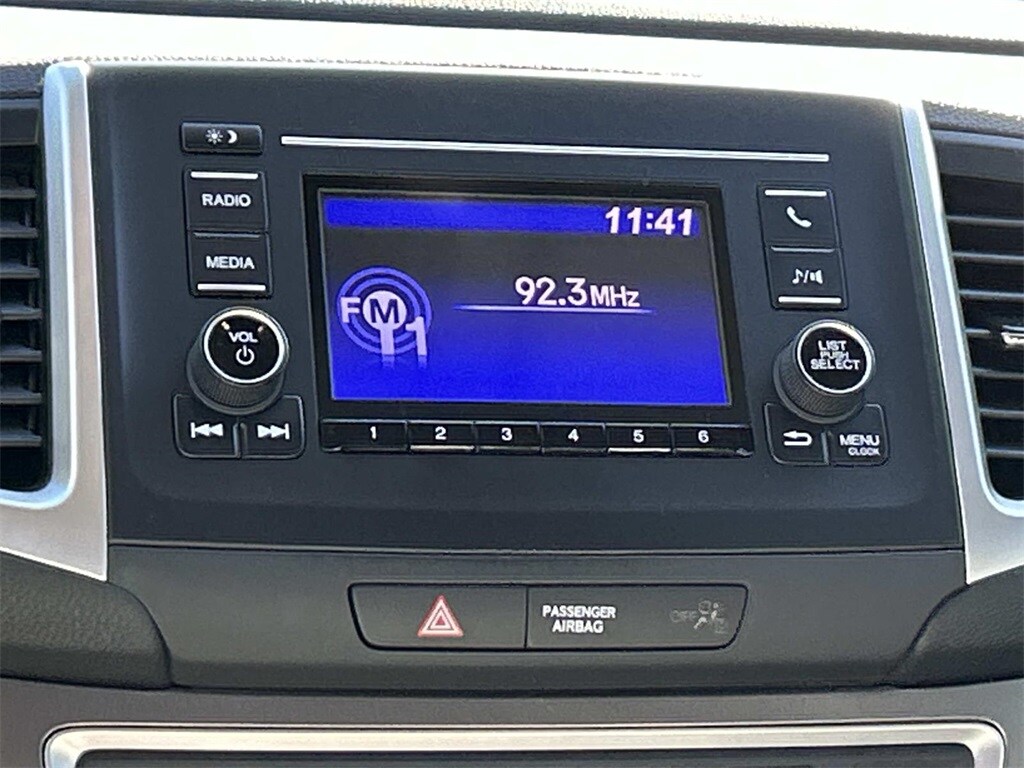 RADIO
MEDIA
VOL
11:41
92.3MHz
FM1
LIST
PUSH
SELECT
1 2 3 4 5 6
MENU
CLOCK
PASSENGER
AIRBAG
OFF